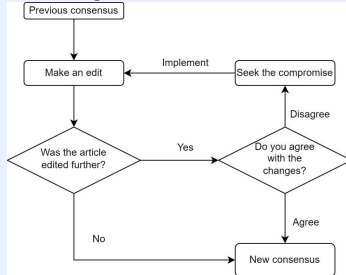 Previous consensus
Make an edit
Implement
Seek the compromise
Disagree
Was the article
edited further?
Yes
Do you agree
with the
changes?
Agree
No
New consensus